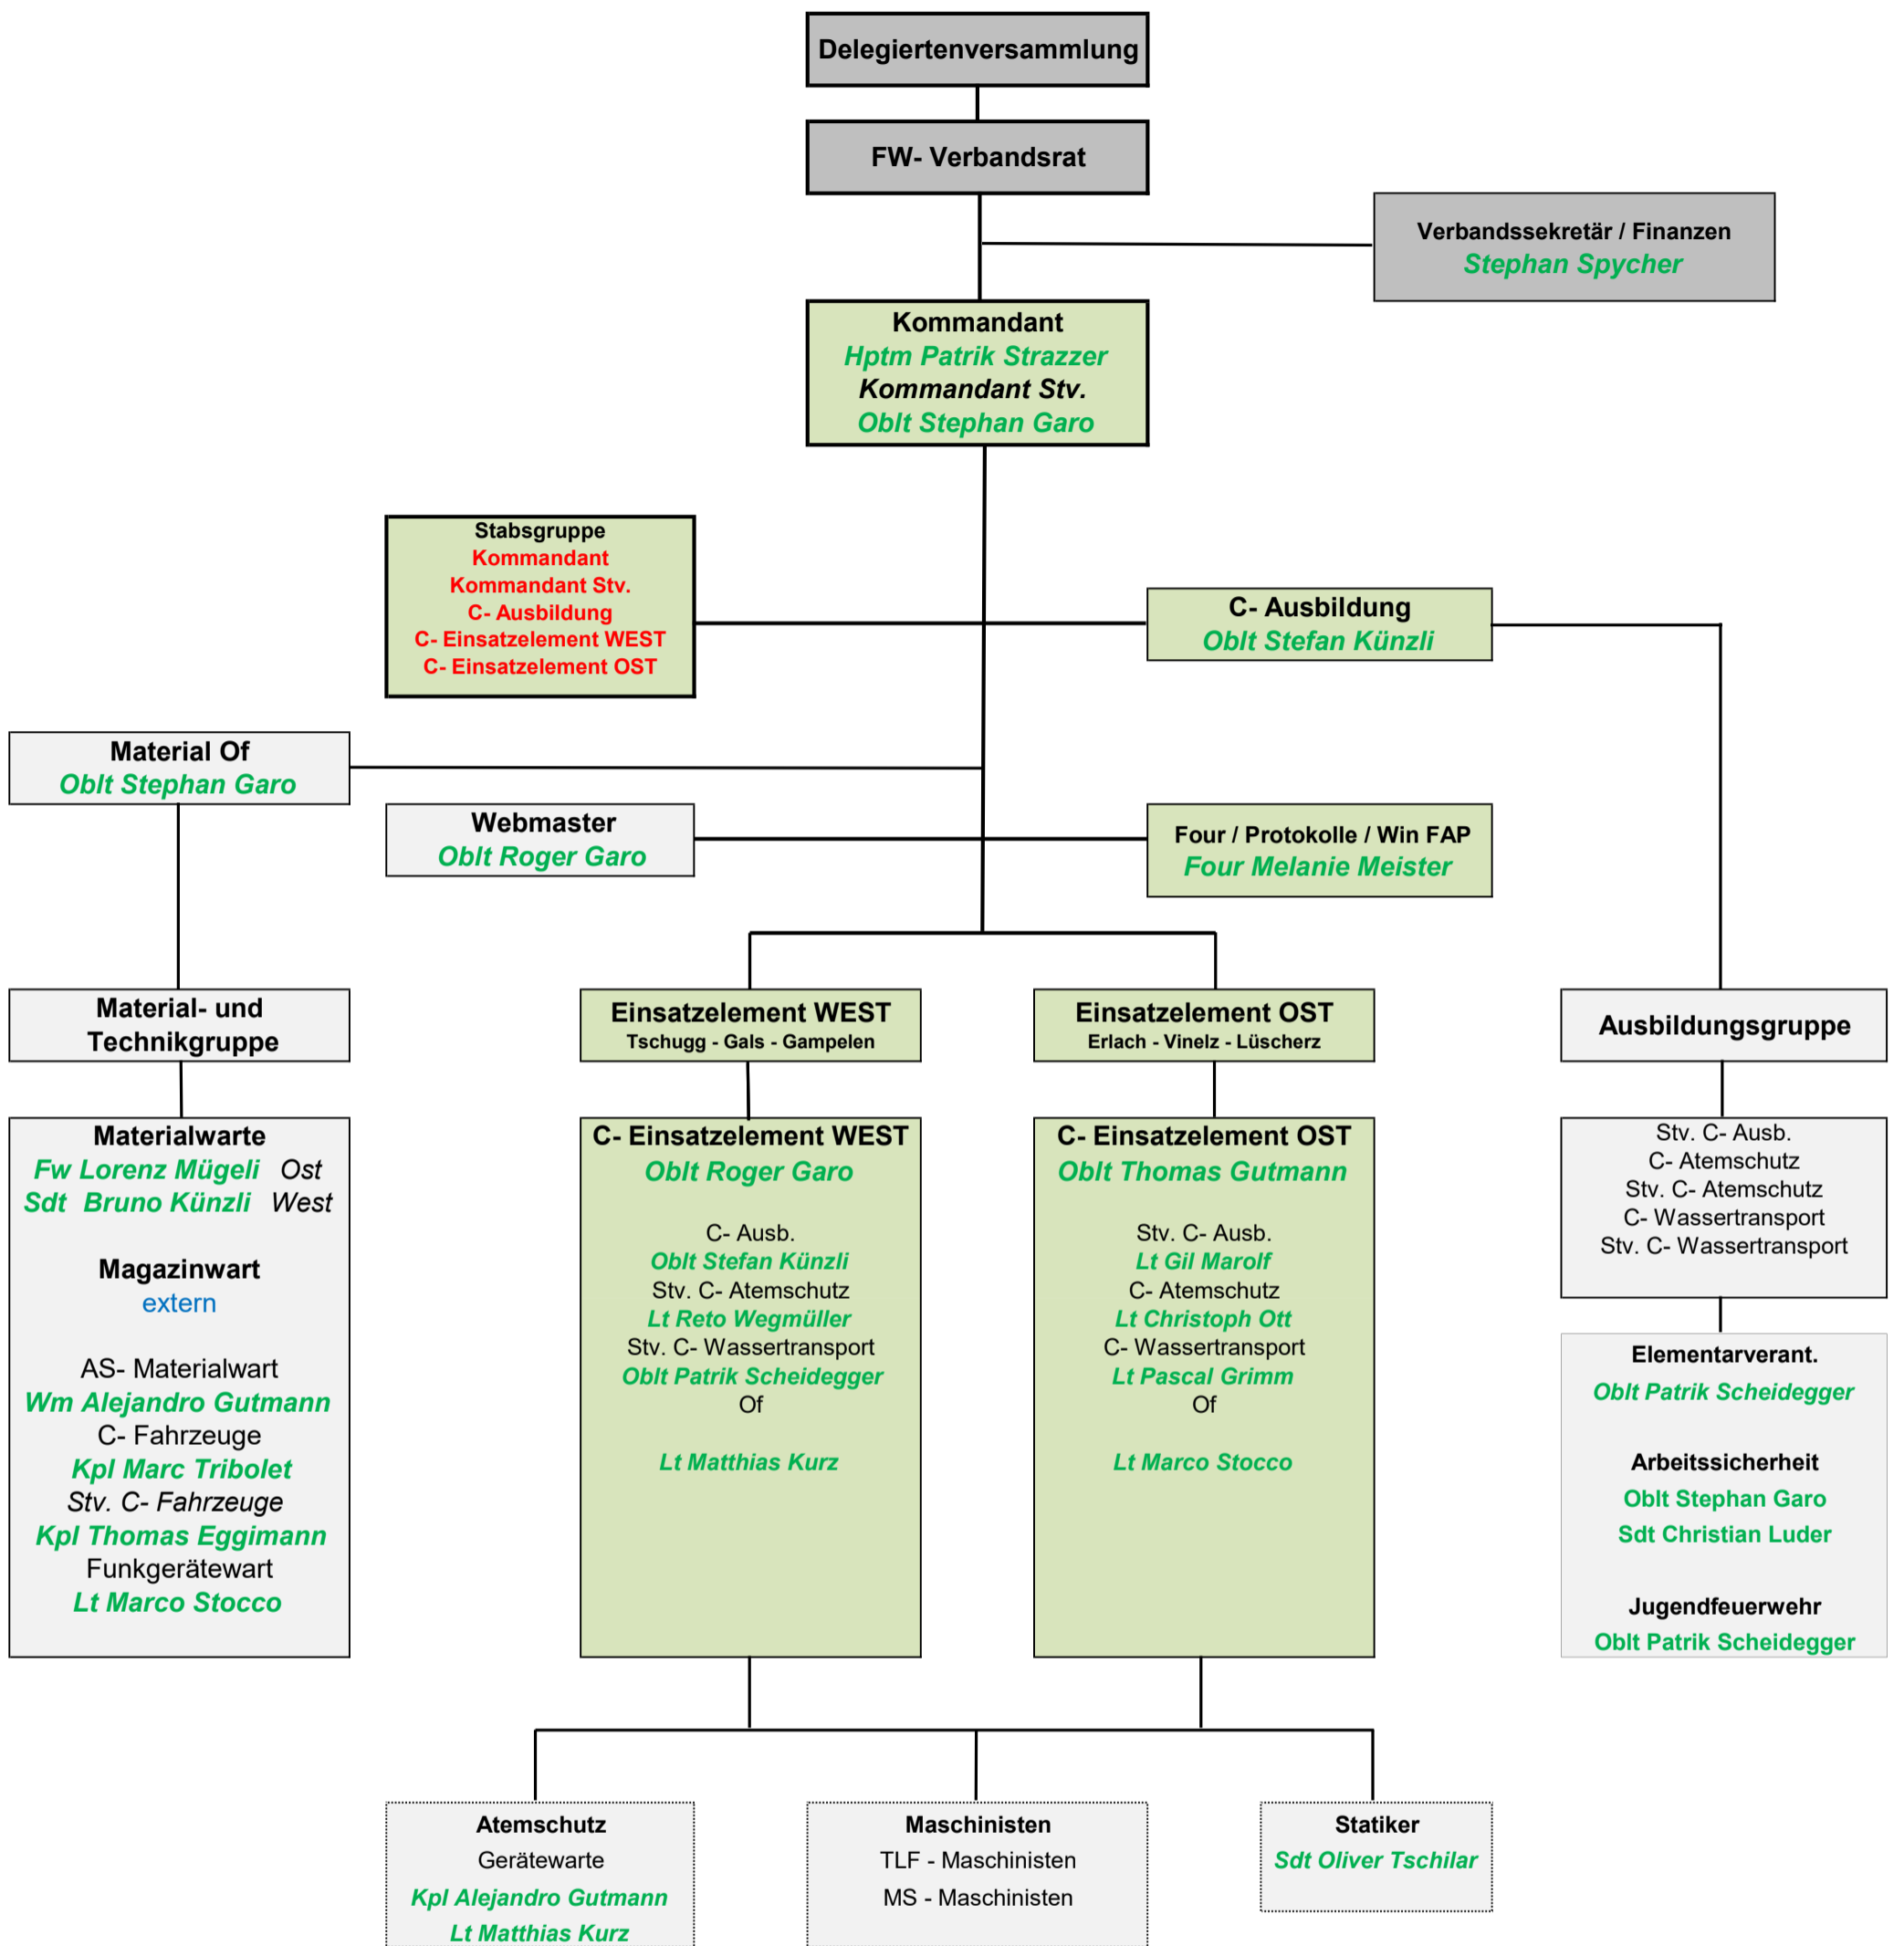 Delegiertenversammlung
FW- Verbandsrat
Verbandssekretär / Finanzen
Stephan Spycher
Kommandant
Hptm Patrik Strazzer
Kommandant Stv.
Oblt Stephan Garo
Stabsgruppe
Kommandant
Kommandant Stv.
C- Ausbildung
C- Einsatzelement WEST
C- Einsatzelement OST
C- Ausbildung
Oblt Stefan Künzli
Material Of
Oblt Stephan Garo
Webmaster
Oblt Roger Garo
Four / Protokolle / Win FAP
Four Melanie Meister
Material- und
Technikgruppe
Einsatzelement WEST
Tschugg - Gals - Gampelen
Einsatzelement OST
Erlach - Vinelz - Lüscherz
Ausbildungsgruppe
Materialwarte
Fw Lorenz Mügeli Ost
Sdt Bruno Künzli West
Magazinwart
extern
AS- Materialwart
Wm Alejandro Gutmann
C- Fahrzeuge
Kpl Marc Tribolet
Stv. C- Fahrzeuge
Kpl Thomas Eggimann
Funkgerätewart
Lt Marco Stocco
C- Einsatzelement WEST
Oblt Roger Garo
C- Ausb.
Oblt Stefan Künzli
Stv. C- Atemschutz
Lt Reto Wegmüller
Stv. C- Wassertransport
Oblt Patrik Scheidegger
Of
Lt Matthias Kurz
C- Einsatzelement OST
Oblt Thomas Gutmann
Stv. C- Ausb.
Lt Gil Marolf
C- Atemschutz
Lt Christoph Ott
C- Wassertransport
Lt Pascal Grimm
Of
Lt Marco Stocco
Stv. C- Ausb.
C- Atemschutz
Stv. C- Atemschutz
C- Wassertransport
Stv. C- Wassertransport
Elementarverant.
Oblt Patrik Scheidegger
Arbeitssicherheit
Oblt Stephan Garo
Sdt Christian Luder
Jugendfeuerwehr
Oblt Patrik Scheidegger
Atemschutz
Gerätewarte
Kpl Alejandro Gutmann
Lt Matthias Kurz
Maschinisten
TLF - Maschinisten
MS - Maschinisten
Statiker
Sdt Oliver Tschilar